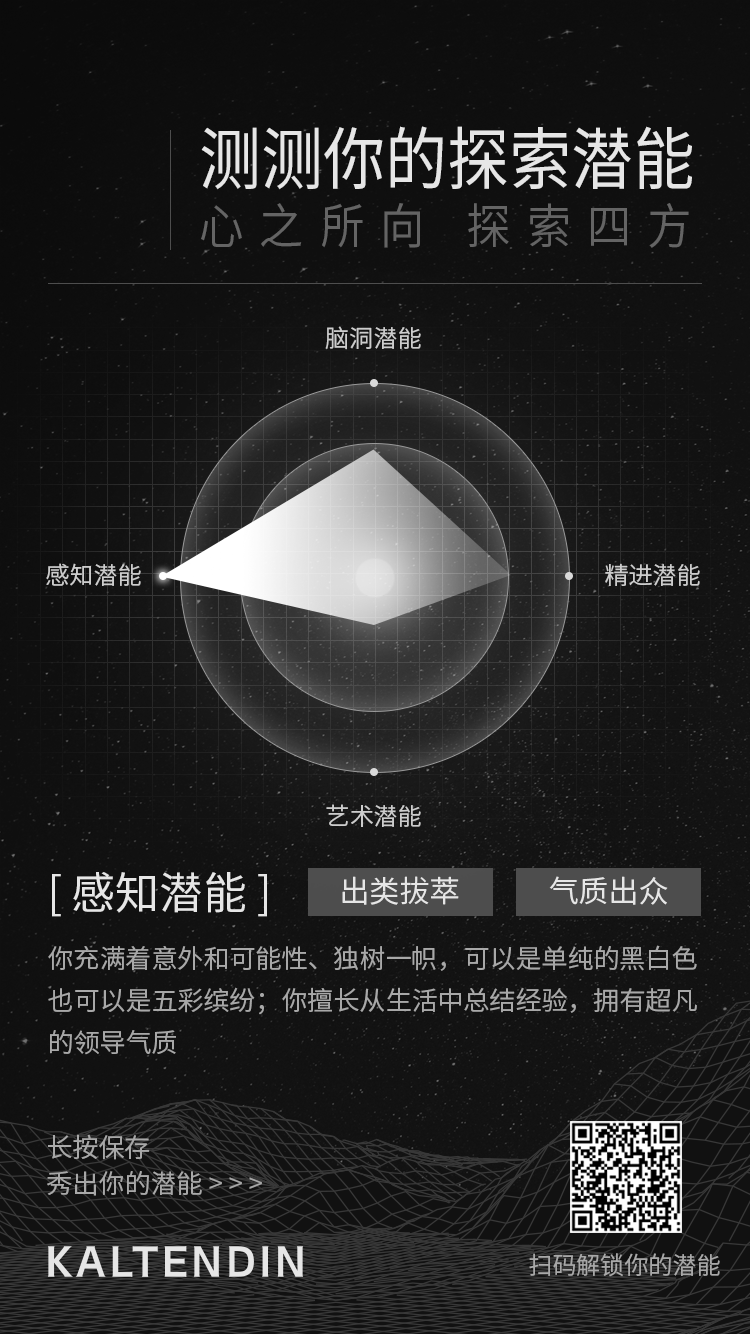 测测你的探索潜能
心之所向 探索四方
脑洞潜能
感知潜能
精进潜能
艺术潜能
[ 感知潜能 ] 出类拔萃 气质出众
你充满着意外和可能性、独树一帜，可以是单纯的黑白色
也可以是五彩缤纷；你擅长从生活中总结经验，拥有超凡
的领导气质
长按保存
秀出你的潜能 > > >
KALTENDIN
扫码解锁你的潜能